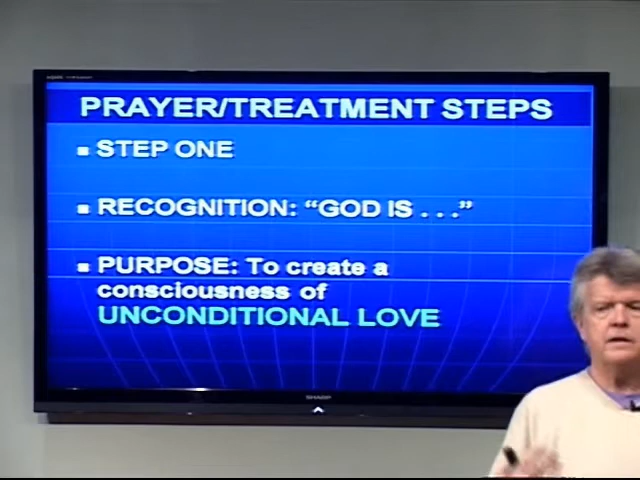 PRAYER/TREATMENT STEPS
▪ STEP ONE
▪ RECOGNITION: “GOD IS . . .”
▪ PURPOSE: To create a
consciousness of
UNCONDITIONAL LOVE
SHARP